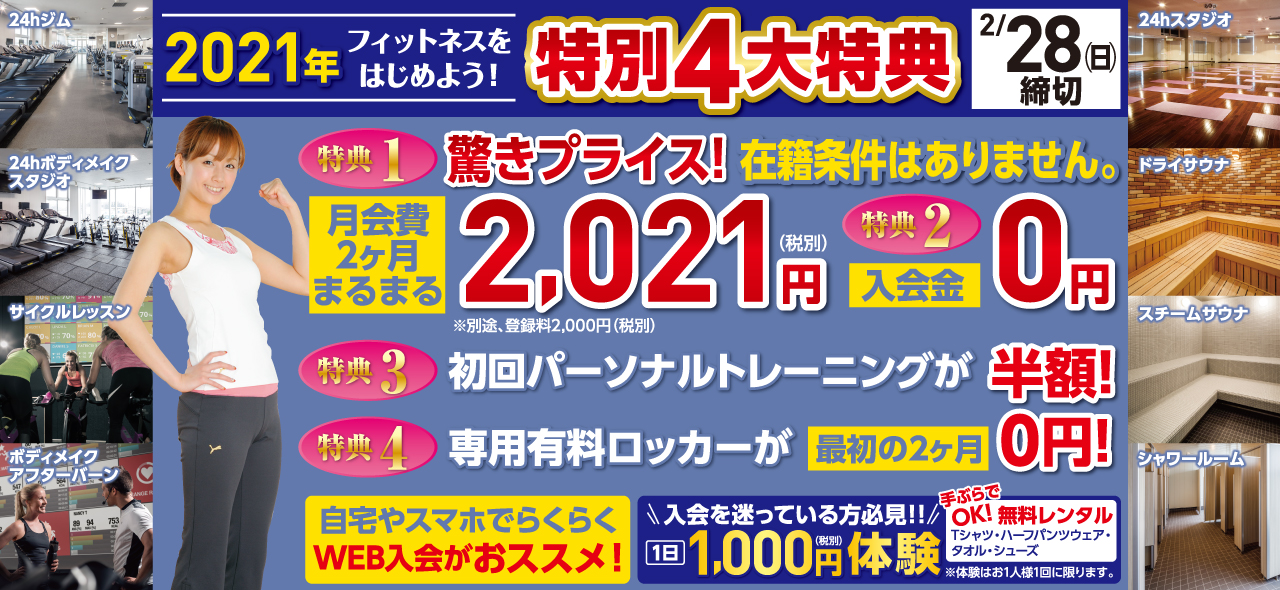 24hジム
24hボディメイク
スタジオ
サイクルレッスン
ボディメイク
アフターバーン
2021年
フィットネスを
はじめよう!
特別4大特典
2/28(日)
締切
特典1
驚きプライス!
在籍条件はありません。
月会費
2ヶ月
まるまる
2,021円
(税別)
※別途、登録料2,000円(税別)
特典2
入会金
0円
特典3
初回パーソナルトレーニングが
半額!
特典4
専用有料ロッカーが
最初の2ヶ月
0円!
自宅やスマホでらくらく
WEB入会がおススメ!
\\入会を迷っている方必見!!//
1日
1,000円
(税別)
体験
手ぶらで
OK!
無料レンタル
Tシャツ・ハーフパンツウェア・
タオル・シューズ
※体験はお1人様1回に限ります。
24hスタジオ
ドライサウナ
スチームサウナ
シャワールーム